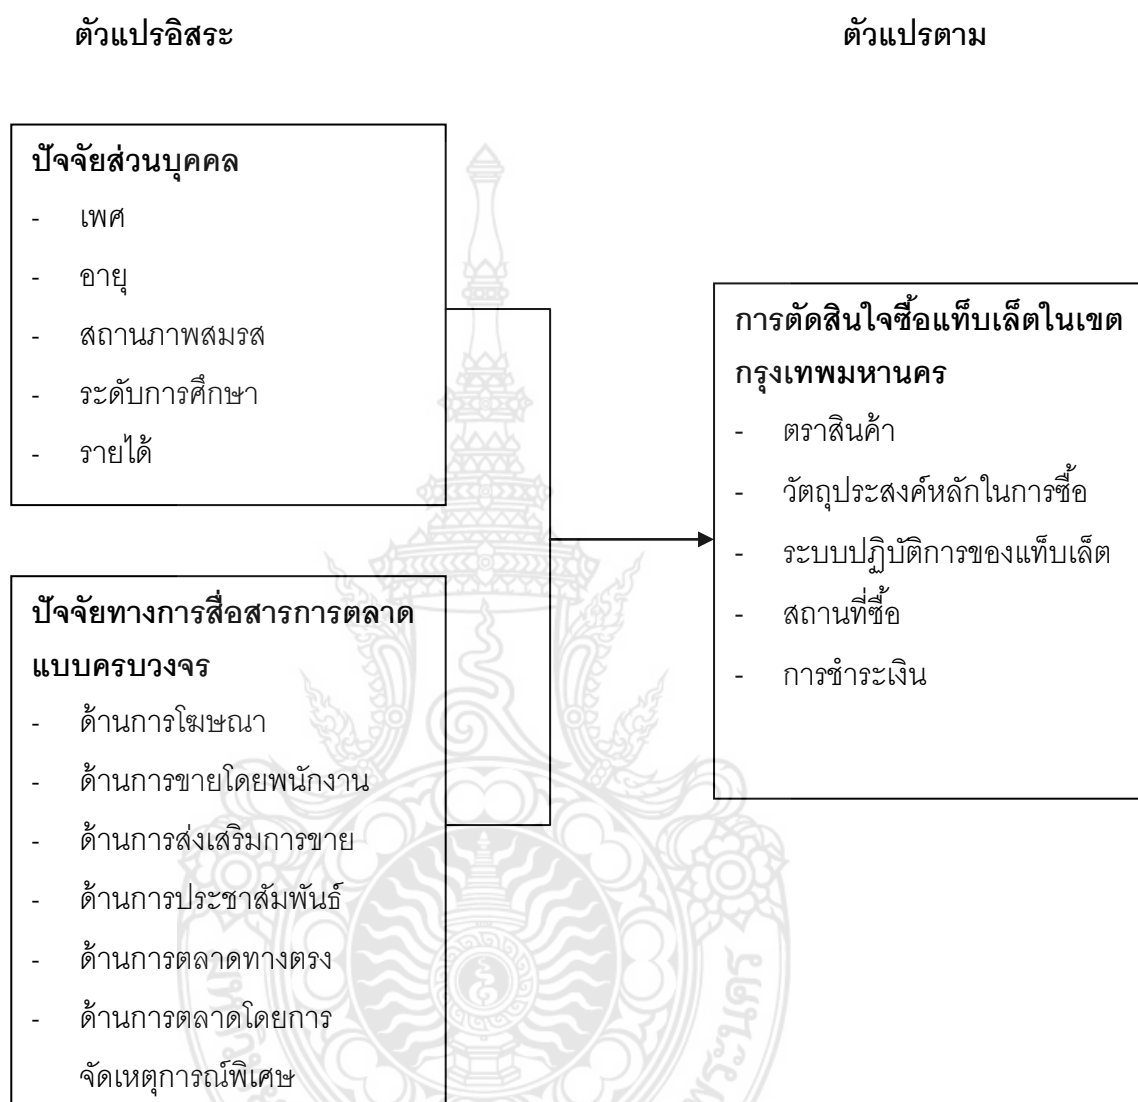 ตัวแปรอิสระ
ตัวแปรตาม
ปัจจัยส่วนบุคคล
- เพศ
- อายุ
- สถานภาพสมรส
- ระดับการศึกษา
- รายได้
ปัจจัยทางการสื่อสารการตลาด
แบบครบวงจร
- ด้านการโฆษณา
- ด้านการขายโดยพนักงาน
- ด้านการส่งเสริมการขาย
- ด้านการประชาสัมพันธ์
- ด้านการตลาดทางตรง
- ด้านการตลาดโดยการ
จัดเหตุการณ์พิเศษ
การตัดสินใจซื้อแท็บเล็ตในเขต
กรุงเทพมหานคร
- ตราสินค้า
- วัตถุประสงค์หลักในการซื้อ
- ระบบปฏิบัติการของแท็บเล็ต
- สถานที่ซื้อ
- การชำระเงิน
พระนคร